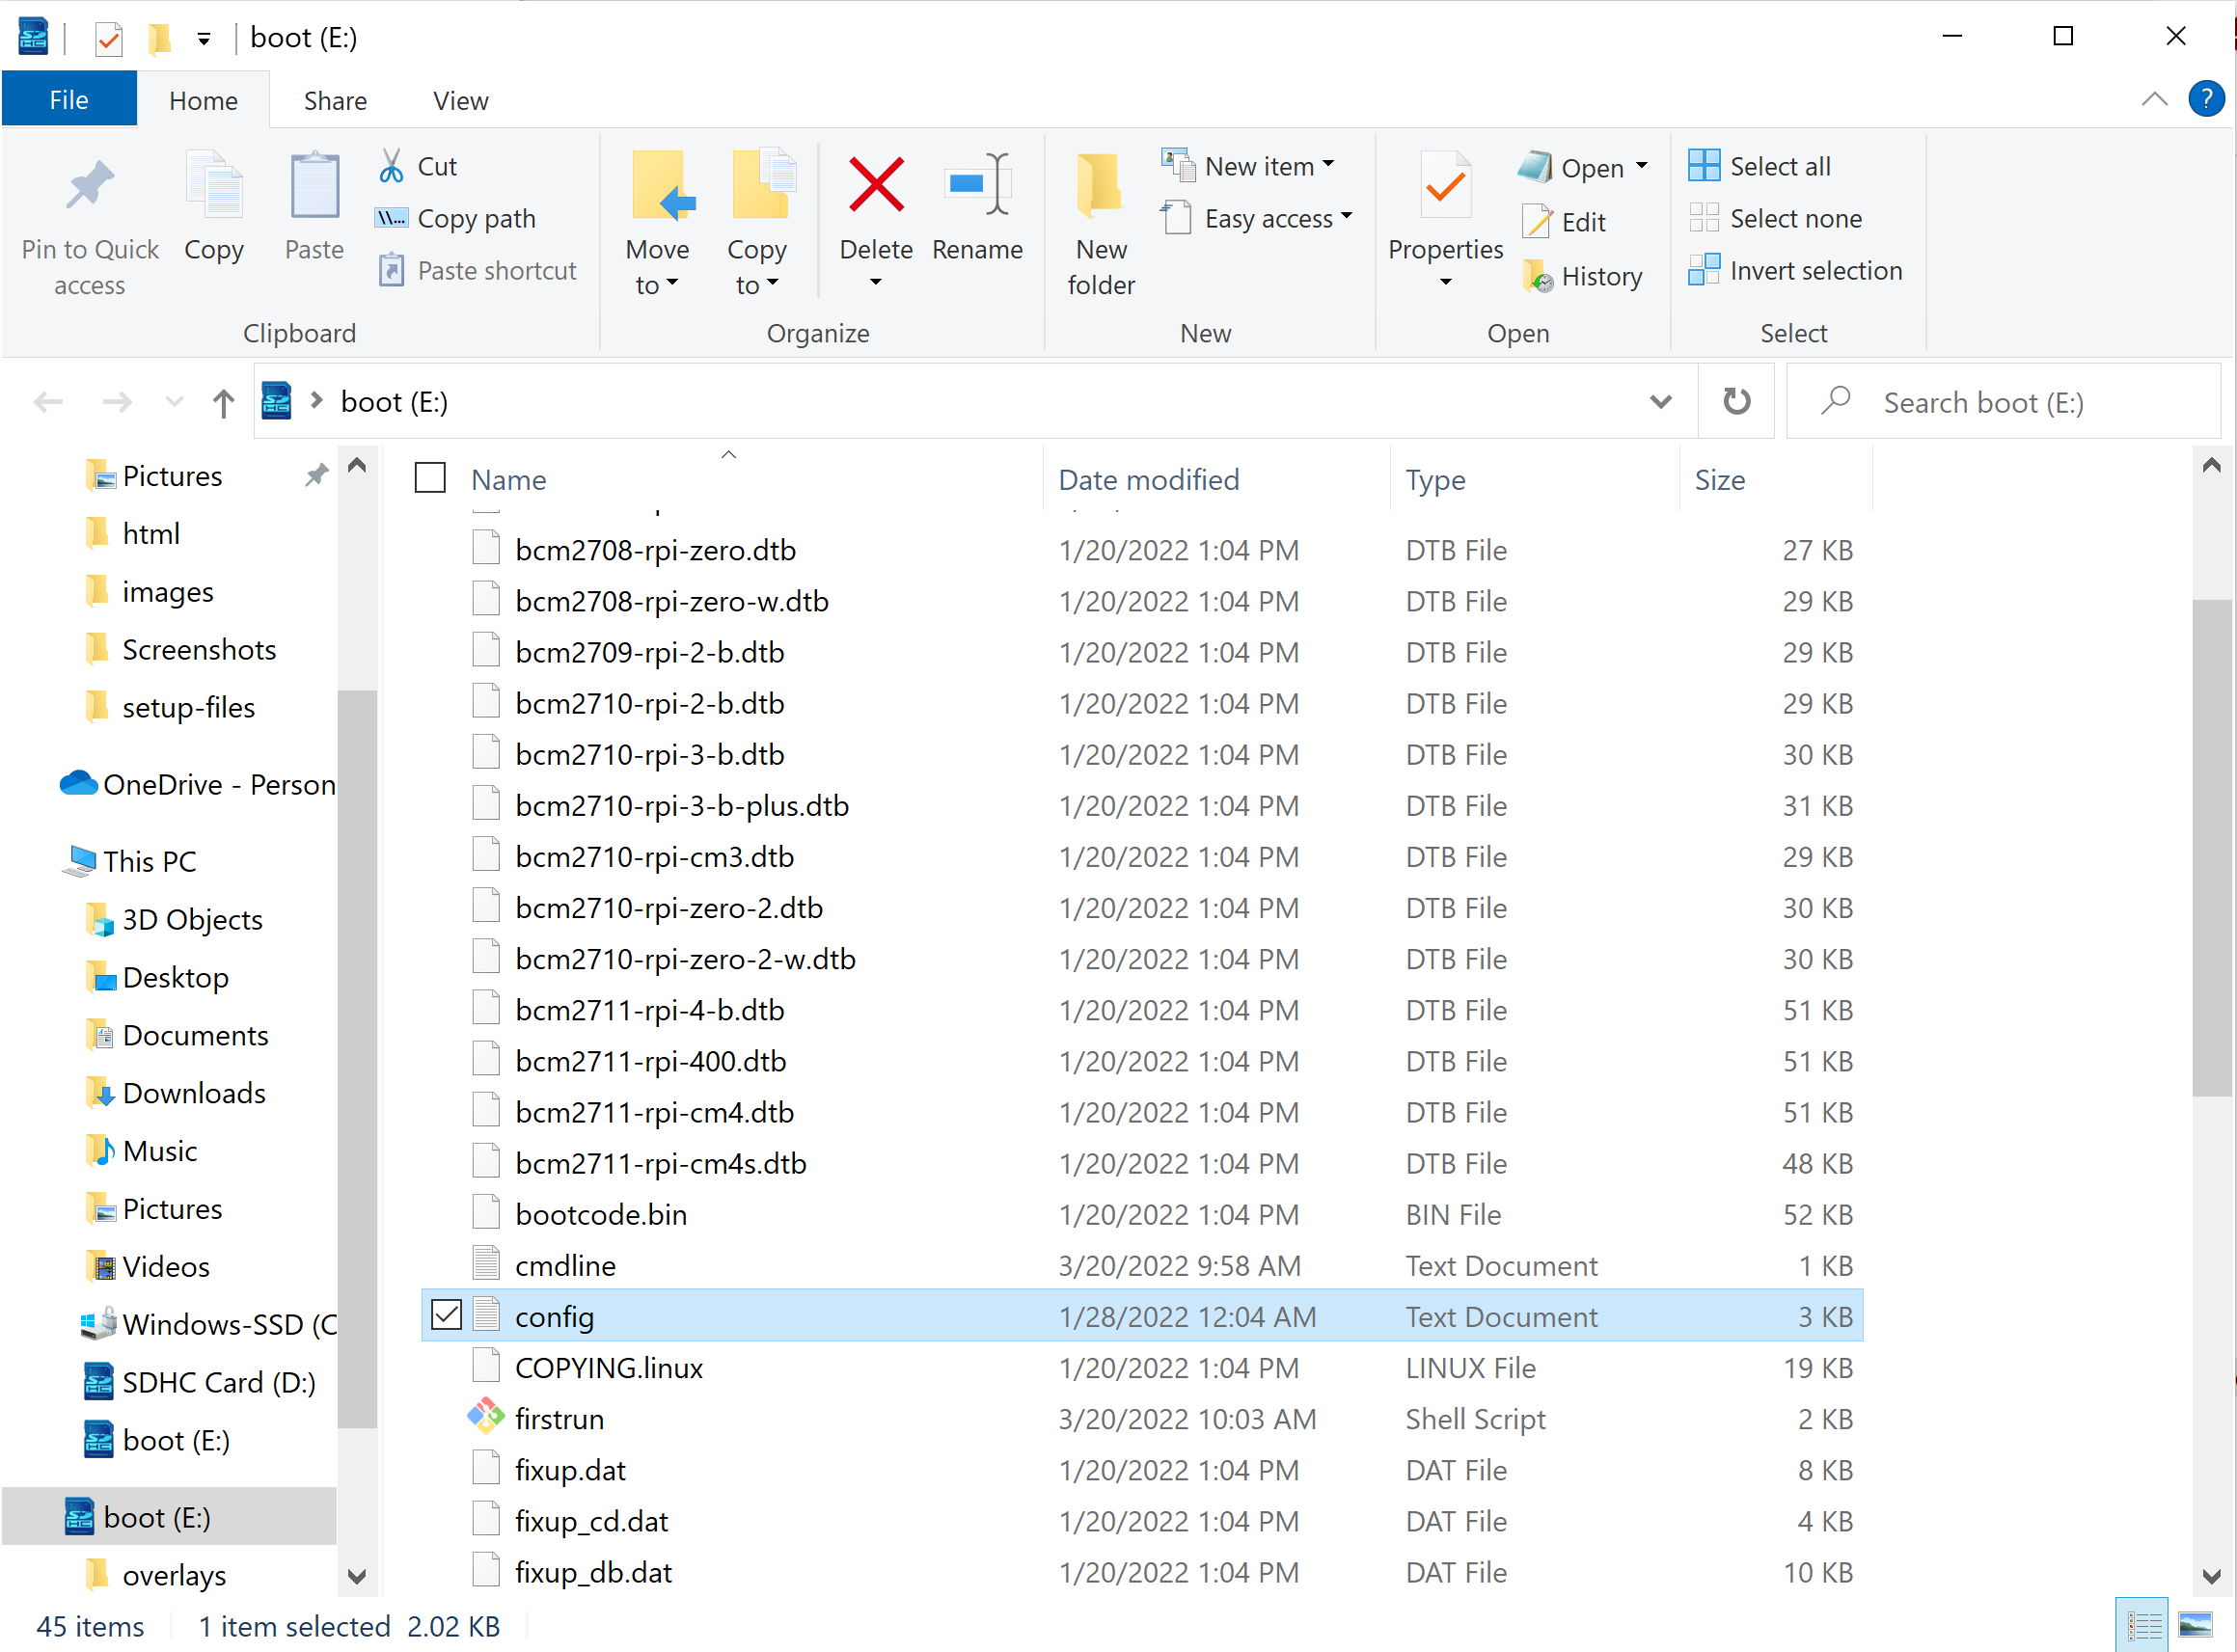 boot (E:)
File Home Share View
Pin to Quick access
Copy
Paste
Cut
\\... Copy path
Paste shortcut
Clipboard
Move to
Copy to
Delete
Rename
Organize
New folder
New item
Easy access
New
Properties
Open
Edit
History
Open
Select all
Select none
Invert selection
Select
boot (E:)
Search boot (E:)
Pictures
html
images
Screenshots
setup-files
OneDrive - Person
This PC
3D Objects
Desktop
Documents
Downloads
Music
Pictures
Videos
Windows-SSD (C
SDHC Card (D:)
boot (E:)
boot (E:)
overlays
Name Date modified Type Size
bcm2708-rpi-zero.dtb 1/20/2022 1:04 PM DTB File 27 KB
bcm2708-rpi-zero-w.dtb 1/20/2022 1:04 PM DTB File 29 KB
bcm2709-rpi-2-b.dtb 1/20/2022 1:04 PM DTB File 29 KB
bcm2710-rpi-2-b.dtb 1/20/2022 1:04 PM DTB File 29 KB
bcm2710-rpi-3-b.dtb 1/20/2022 1:04 PM DTB File 30 KB
bcm2710-rpi-3-b-plus.dtb 1/20/2022 1:04 PM DTB File 31 KB
bcm2710-rpi-cm3.dtb 1/20/2022 1:04 PM DTB File 29 KB
bcm2710-rpi-zero-2.dtb 1/20/2022 1:04 PM DTB File 30 KB
bcm2710-rpi-zero-2-w.dtb 1/20/2022 1:04 PM DTB File 30 KB
bcm2711-rpi-4-b.dtb 1/20/2022 1:04 PM DTB File 51 KB
bcm2711-rpi-400.dtb 1/20/2022 1:04 PM DTB File 51 KB
bcm2711-rpi-cm4.dtb 1/20/2022 1:04 PM DTB File 51 KB
bcm2711-rpi-cm4s.dtb 1/20/2022 1:04 PM DTB File 48 KB
bootcode.bin 1/20/2022 1:04 PM BIN File 52 KB
cmdline 3/20/2022 9:58 AM Text Document 1 KB
config 1/28/2022 12:04 AM Text Document 3 KB
COPYING.linux 1/20/2022 1:04 PM LINUX File 19 KB
firstrun 3/20/2022 10:03 AM Shell Script 2 KB
fixup.dat 1/20/2022 1:04 PM DAT File 8 KB
fixup_cd.dat 1/20/2022 1:04 PM DAT File 4 KB
fixup_db.dat 1/20/2022 1:04 PM DAT File 10 KB
45 items 1 item selected 2.02 KB